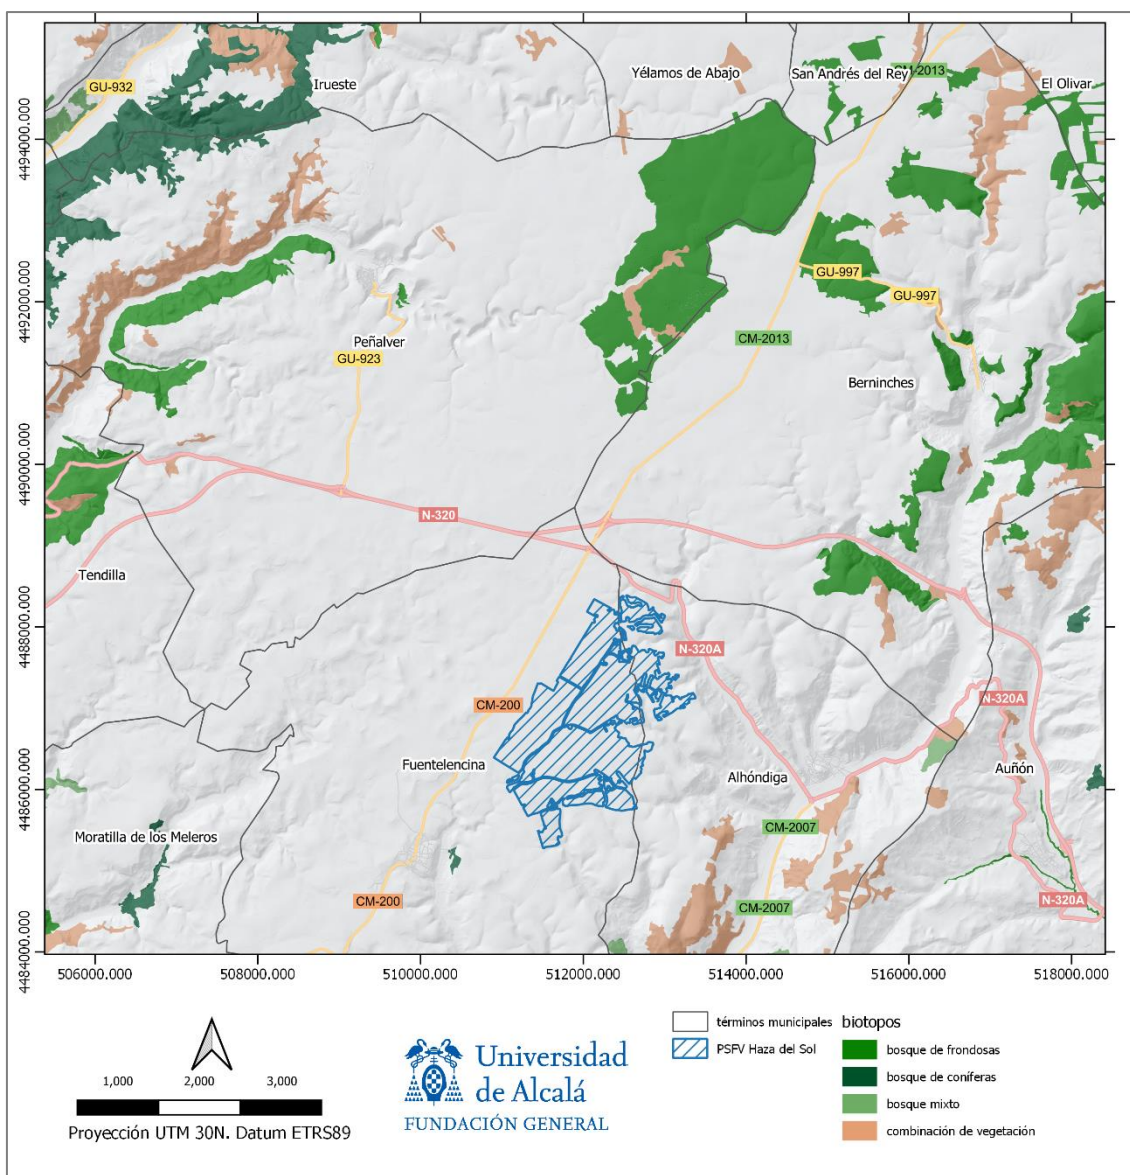 GU-932
Irueste
Yélamos de Abajo
San Andrés del Rey
CM-2013
El Olivar
4494000.000
GU-997
4492000.000
GU-997
Peñalver
CM-2013
GU-923
Berninches
4490000.000
N-320
Tendilla
4488000.000
N-320A
N-320A
CM-200
Fuentelencina
Alhóndiga
Auñón
4486000.000
CM-2007
Moratilla de los Meleros
CM-200
CM-2007
N-320A
4484000.000
506000.000
508000.000
510000.000
512000.000
514000.000
516000.000
518000.000
términos municipales
PSFV Haza del Sol
biotopos
bosque de frondosas
bosque de coníferas
bosque mixto
combinación de vegetación
1,000
2,000
3,000
Proyección UTM 30N. Datum ETRS89
Universidad
de Alcalá
FUNDACIÓN GENERAL